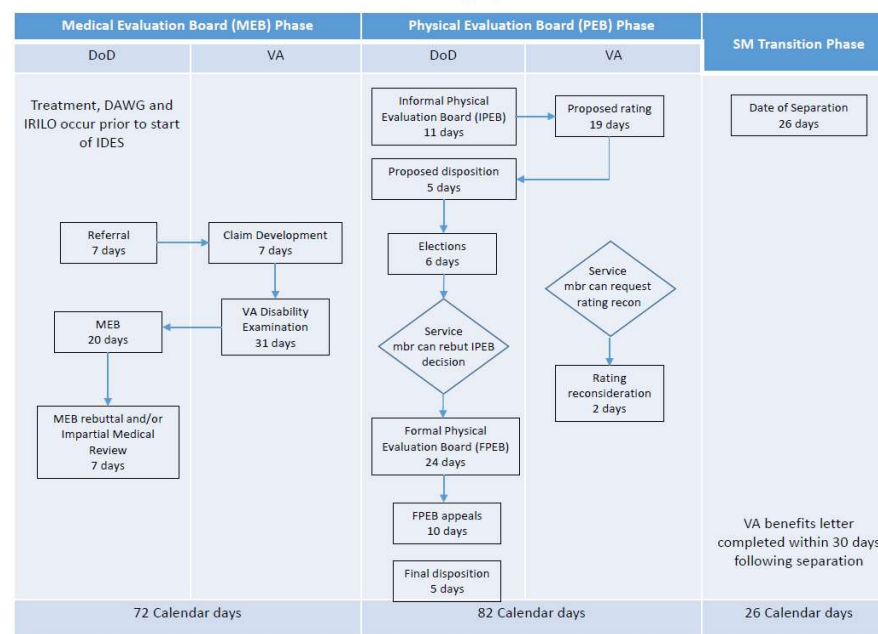 Medical Evaluation Board (MEB) Phase
Physical Evaluation Board (PEB) Phase
SM Transition Phase
DoD
VA
DoD
VA
Treatment, DAWG and
IRILO occur prior to start
of IDES
Referral
7 days
Claim Development
7 days
VA Disability
Examination
31 days
MEB
20 days
MEB rebuttal and/or
Impartial Medical
Review
7 days
Informal Physical
Evaluation Board (IPEB)
11 days
Proposed rating
19 days
Proposed disposition
5 days
Elections
6 days
Service
mbr can rebut IPEB
decision
Formal Physical
Evaluation Board (FPEB)
24 days
FPEB appeals
10 days
Final disposition
5 days
Service
mbr can request
rating recon
Rating
reconsideration
2 days
Date of Separation
26 days
VA benefits letter
completed within 30 days
following separation
72 Calendar days
82 Calendar days
26 Calendar days